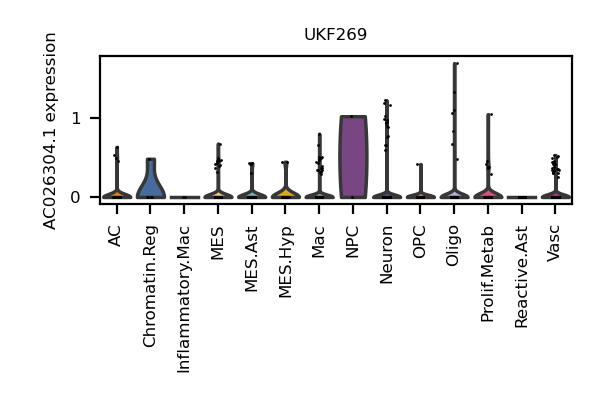 UKF269
AC026304.1 expression
1
0
AC
Chromatin.Reg
Inflammatory.Mac
MES
MES.Ast
MES.Hyp
Mac
NPC
Neuron
OPC
Oligo
Prolif.Metab
Reactive.Ast
Vasc